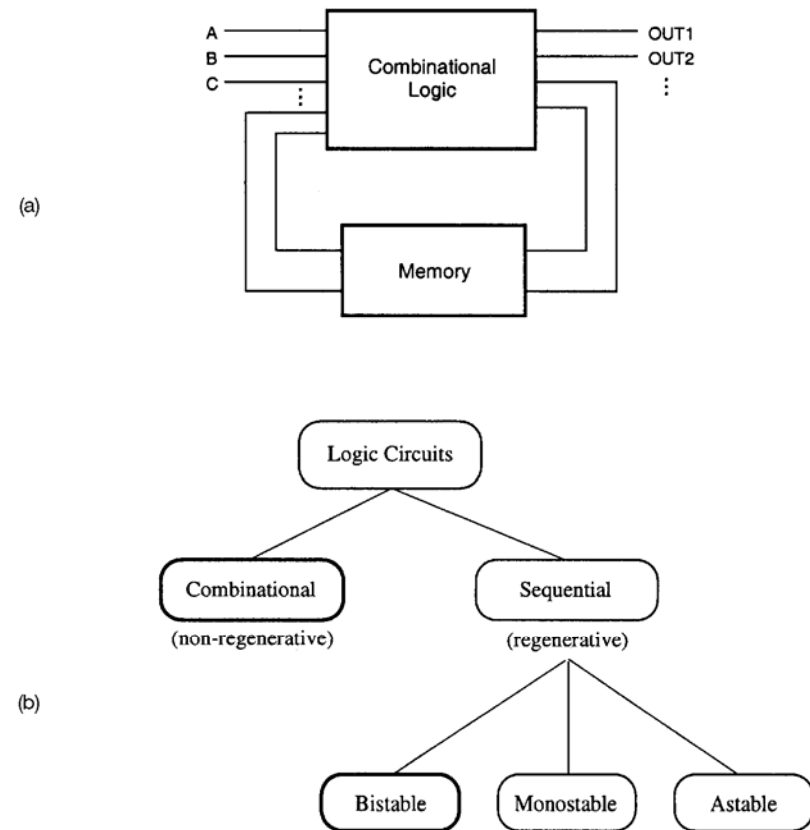 A
B
C
⋮
Combinational
Logic
OUT1
OUT2
⋮
(a)
Memory
Logic Circuits
Combinational
Sequential
(non-regenerative)
(regenerative)
(b)
Bistable
Monostable
Astable